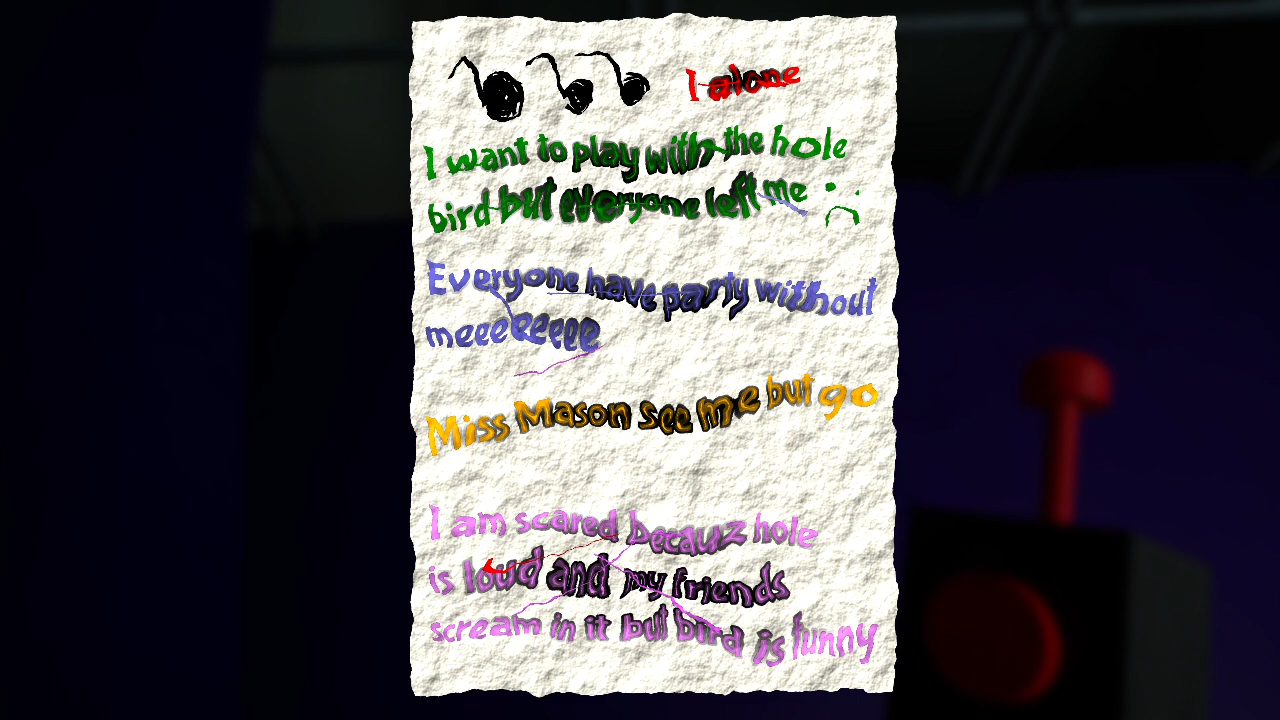 I alone
I want to play with the hole
bird but everyone left me :(
Everyone have party without
meeeeeeee
Miss Mason see me but go
I am scared becauz hole
is loud and my friends
scream in it but bird is funny